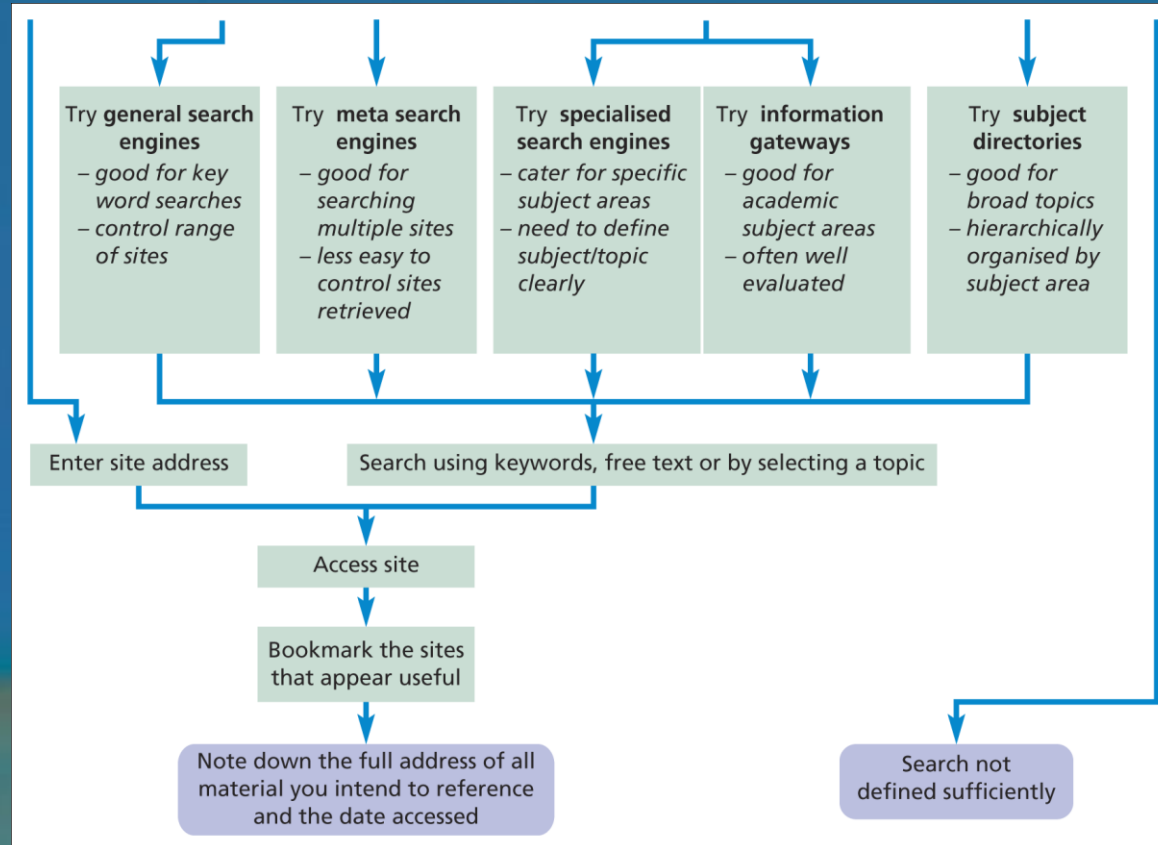 Try general search
engines
– good for key
word searches
– control range
of sites
Try meta search
engines
– good for
searching
multiple sites
– less easy to
control sites
retrieved
Try specialised
search engines
– cater for specific
subject areas
– need to define
subject/topic
clearly
Try information
gateways
– good for
academic
subject areas
– often well
evaluated
Try subject
directories
– good for
broad topics
– hierarchically
organised by
subject area
Enter site address
Search using keywords, free text or by selecting a topic
Access site
Bookmark the sites
that appear useful
Note down the full address of all
material you intend to reference
and the date accessed
Search not
defined sufficiently